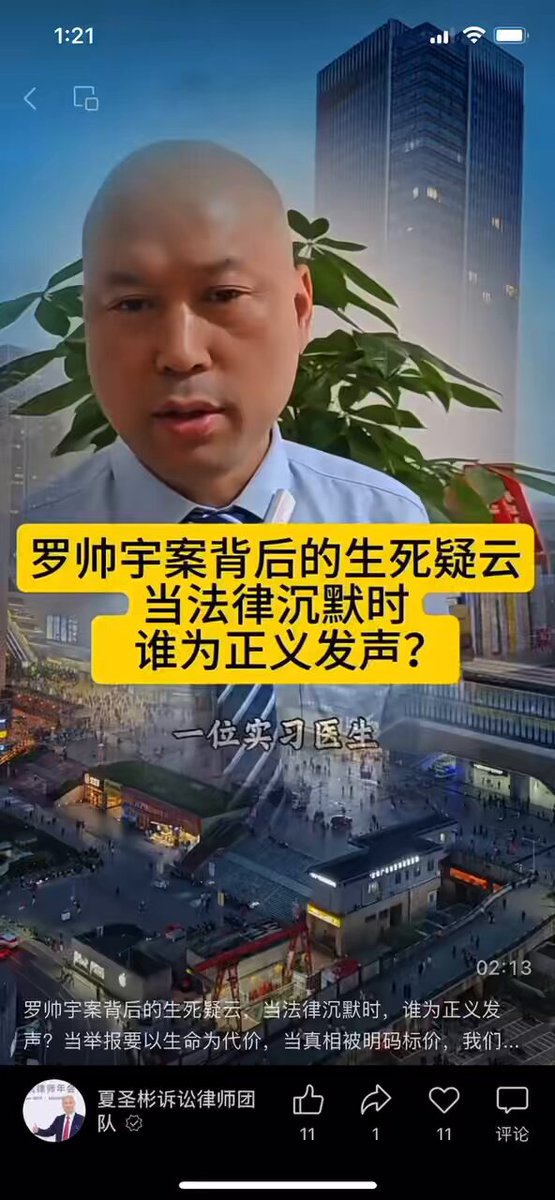 1:21
罗帅宇案背后的生死疑云
当法律沉默时
谁为正义发声？
一位实习医生
02:13
罗帅宇案背后的生死疑云，当法律沉默时，谁为正义发
声？当举报要以生命为代价，当真相被明码标价，我们...
夏圣彬诉讼律师团
队
11
1
11
评论